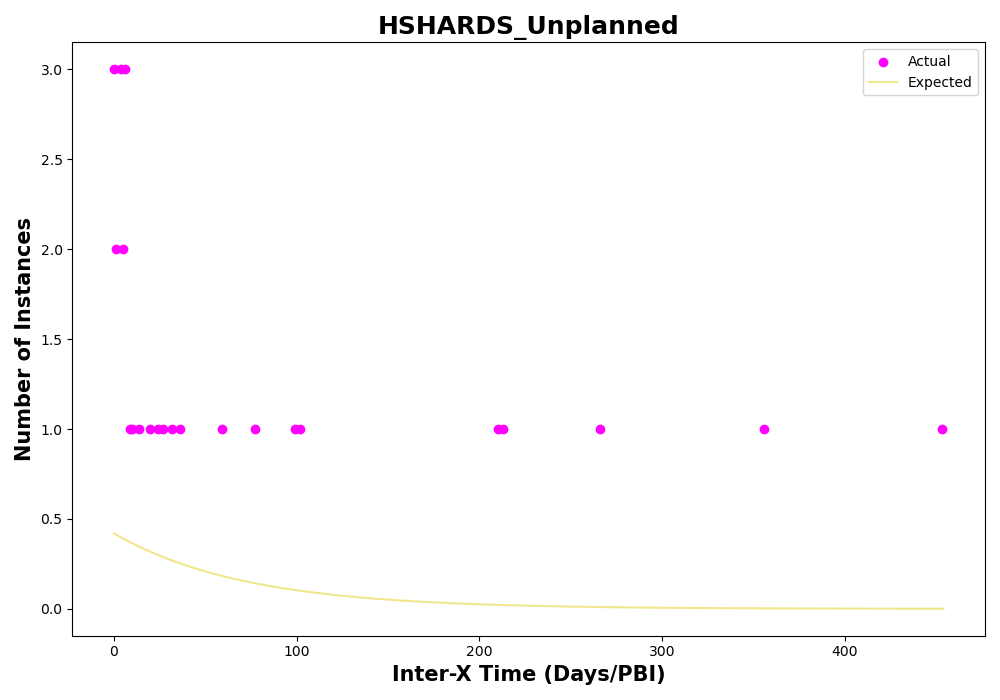 HSHARDS_Unplanned
Actual
Expected
3.0
2.5
2.0
1.5
1.0
0.5
0.0
Number of Instances
0
100
200
300
400
Inter-X Time (Days/PBI)